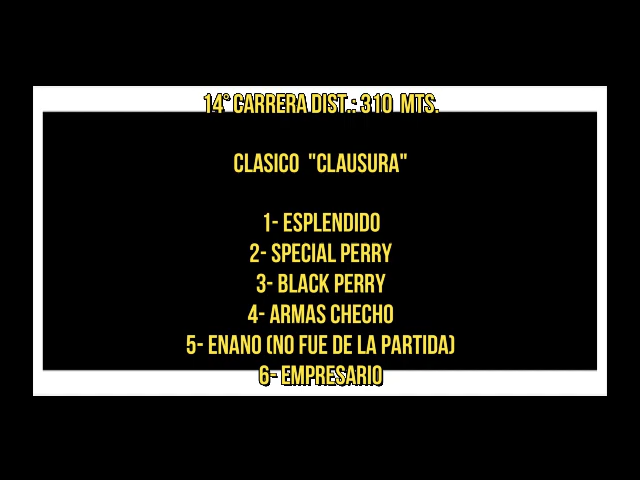 14° CARRERA DIST.: 310 MTS.
CLASICO "CLAUSURA"
1- ESPLENDIDO
2- SPECIAL PERRY
3- BLACK PERRY
4- ARMAS CHECHO
5- ENANO (NO FUE DE LA PARTIDA)
6- EMPRESARIO